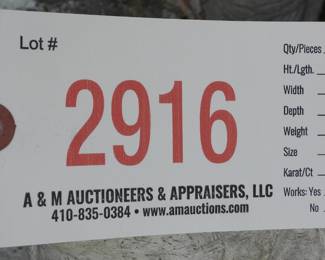 Lot #
2916
A & M AUCTIONEERS & APPRAISERS, LLC
410-835-0384 • www.amauctions.com
Qty/Pieces
Ht./Lgth.
Width
Depth
Weight
Size
Karat/Ct
Works: Yes
No